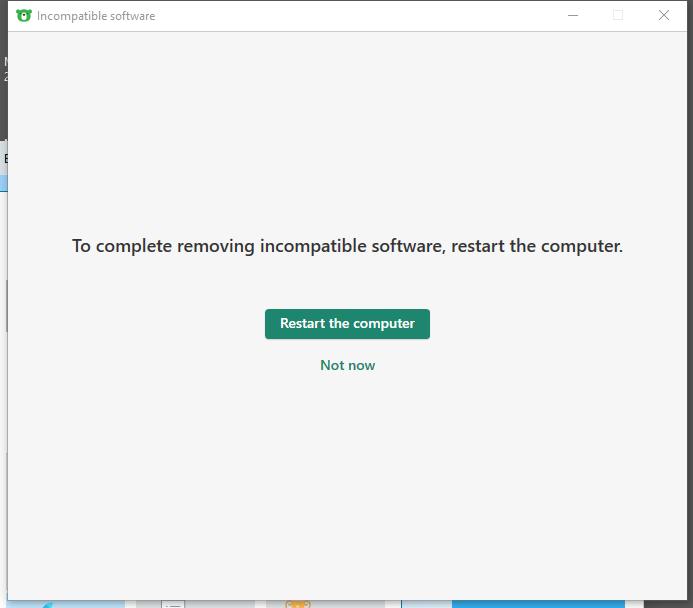 Incompatible software
To complete removing incompatible software, restart the computer.
Restart the computer
Not now